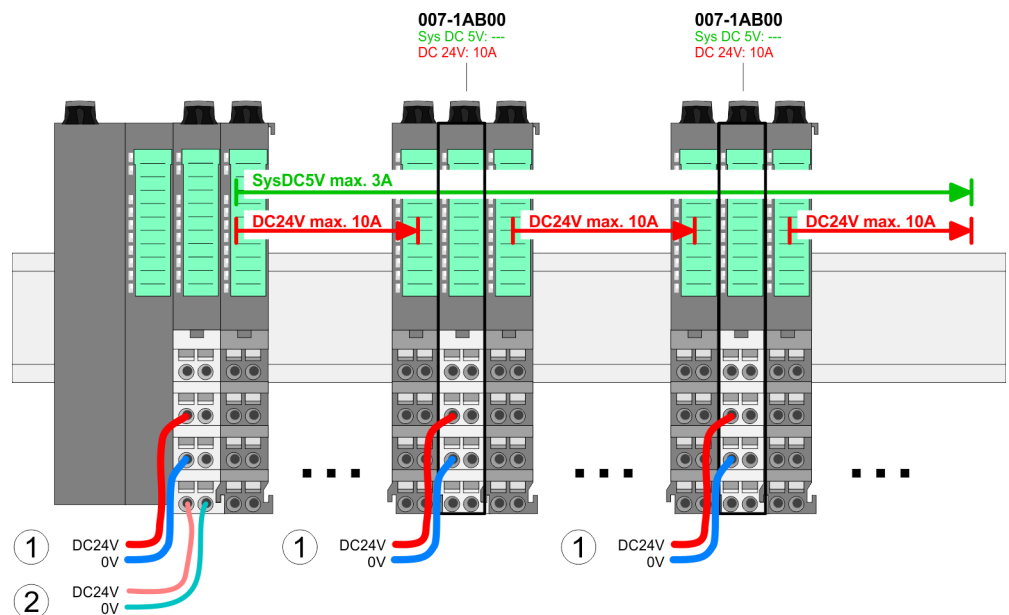 007-1AB00
Sys DC 5V: ---
DC 24V: 10A
007-1AB00
Sys DC 5V: ---
DC 24V: 10A
SysDC5V max. 3A
DC24V max. 10A
DC24V max. 10A
DC24V max. 10A
1
DC24V
0V
1
DC24V
0V
1
DC24V
0V
2
DC24V
0V